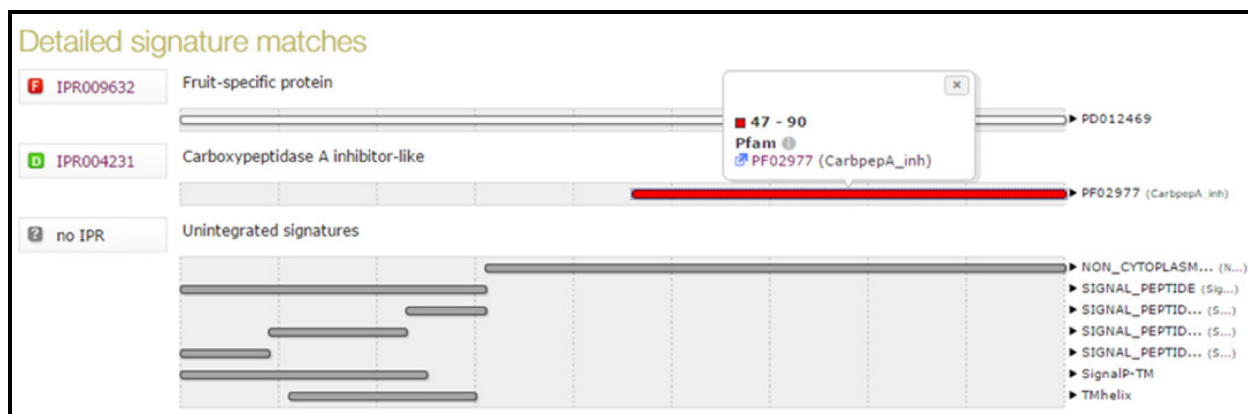 Detailed signature matches
F IPR009632 Fruit-specific protein
×
47 - 90
PD012469
Pfam i
D IPR004231 Carboxypeptidase A inhibitor-like
PF02977 (CarbpepA_inh)
PF02977 (CarbpepA_inh)
? no IPR Unintegrated signatures
NON_CYTOPLASM... (N...)
SIGNAL_PEPTIDE (Sig...)
SIGNAL_PEPTID... (S...)
SIGNAL_PEPTID... (S...)
SIGNAL_PEPTID... (S...)
SignalP-TM
TMhelix